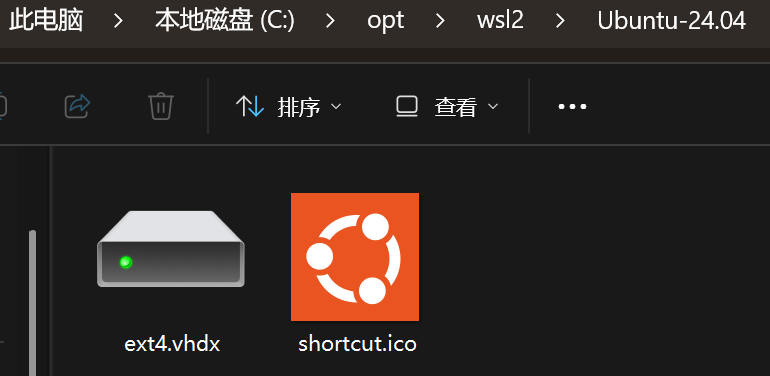 此电脑 > 本地磁盘 (C:) > opt > wsl2 > Ubuntu-24.04
排序 查看
ext4.vhdx shortcut.ico